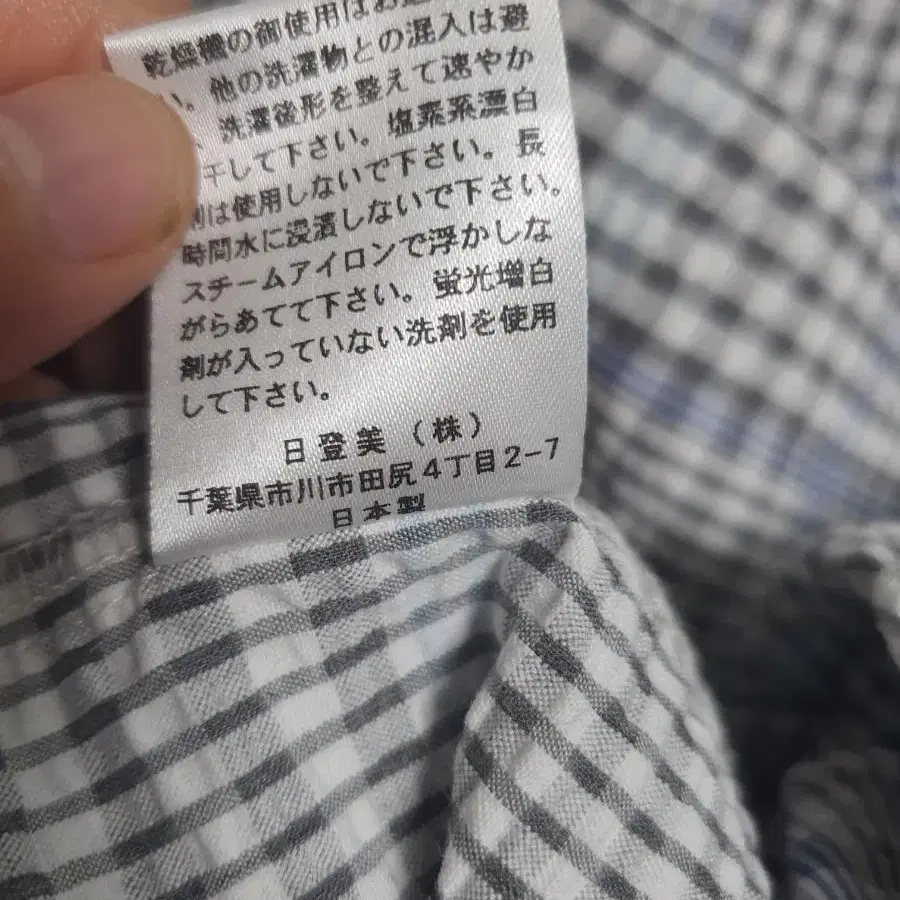 乾燥機の御使用はお避
い。他の洗濯物との混入は避
洗濯後形を整えて速やか
干して下さい。塩素系漂白
剤は使用しないで下さい。長
時間水に浸漬しないで下さい。
スチームアイロンで浮かしな
がらあてて下さい。蛍光増白
剤が入っていない洗剤を使用
して下さい。
日登美(株)
千葉県市川市田尻4丁目2-7
日本製